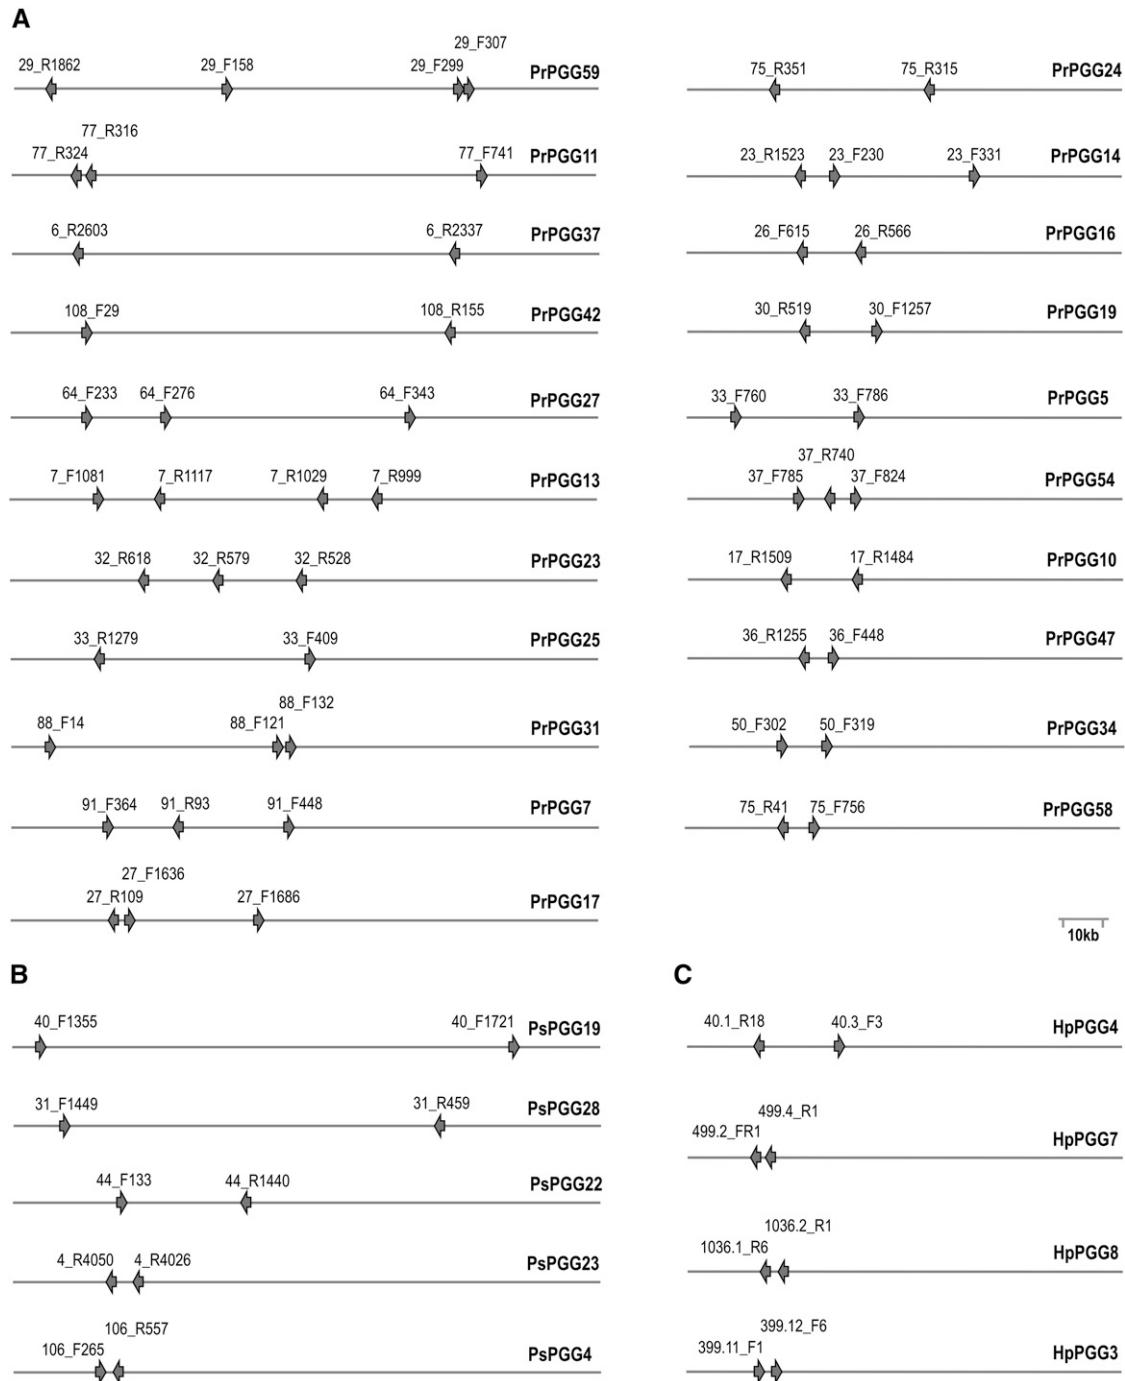 A
29_R1862 29_F158 29_F299 29_F307 PrPGG59
77_R324 77_R316 77_F741 PrPGG11
6_R2603 6_R2337 PrPGG37
108_F29 108_R155 PrPGG42
64_F233 64_F276 64_F343 PrPGG27
7_F1081 7_R1117 7_R1029 7_R999 PrPGG13
32_R618 32_R579 32_R528 PrPGG23
33_R1279 33_F409 PrPGG25
88_F14 88_F121 88_F132 PrPGG31
91_F364 91_R93 91_F448 PrPGG7
27_R109 27_F1636 27_F1686 PrPGG17
75_R351 75_R315 PrPGG24
23_R1523 23_F230 23_F331 PrPGG14
26_F615 26_R566 PrPGG16
30_R519 30_F1257 PrPGG19
33_F760 33_F786 PrPGG5
37_F785 37_R740 37_F824 PrPGG54
17_R1509 17_R1484 PrPGG10
36_R1255 36_F448 PrPGG47
50_F302 50_F319 PrPGG34
75_R41 75_F756 PrPGG58
10kb
B
40_F1355 40_F1721 PsPGG19
31_F1449 31_R459 PsPGG28
44_F133 44_R1440 PsPGG22
4_R4050 4_R4026 PsPGG23
106_F265 106_R557 PsPGG4
C
40.1_R18 40.3_F3 HpPGG4
499.2_FR1 499.4_R1 HpPGG7
1036.1_R6 1036.2_R1 HpPGG8
399.11_F1 399.12_F6 HpPGG3